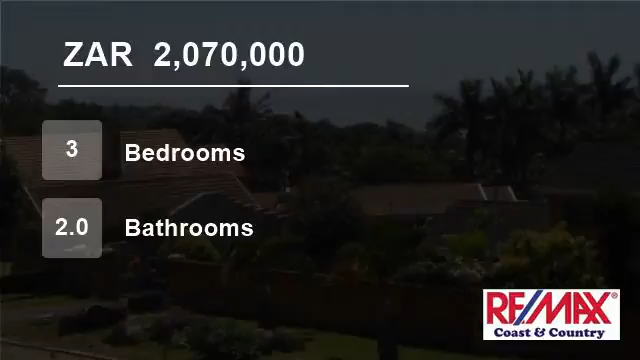 ZAR 2,070,000
3
Bedrooms
2.0
Bathrooms
RE/MAX®
Coast & Country